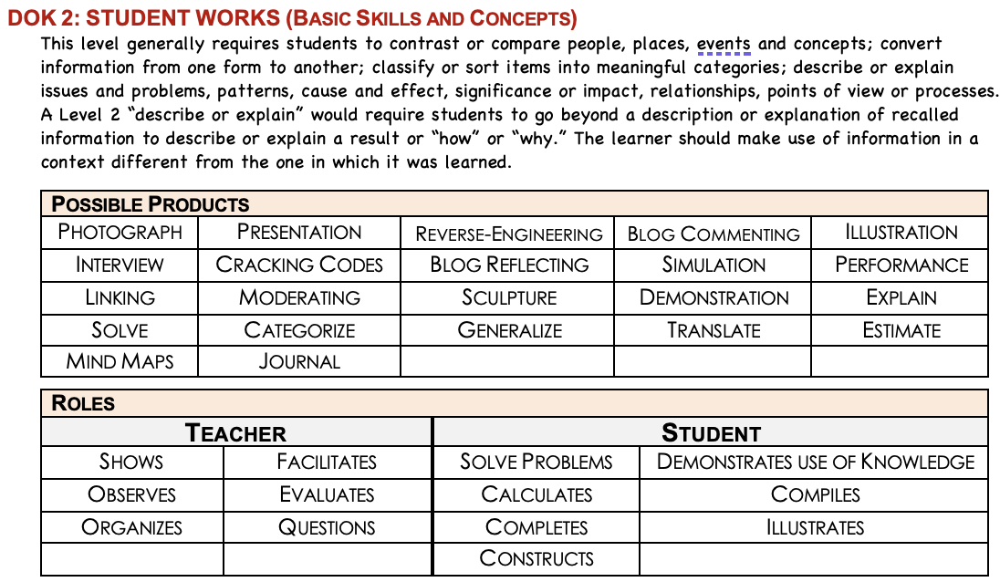 DOK 2: STUDENT WORKS (BASIC SKILLS AND CONCEPTS)
This level generally requires students to contrast or compare people, places, events and concepts; convert
information from one form to another; classify or sort items into meaningful categories; describe or explain
issues and problems, patterns, cause and effect, significance or impact, relationships, points of view or processes.
A Level 2 “describe or explain” would require students to go beyond a description or explanation of recalled
information to describe or explain a result or “how” or “why.” The learner should make use of information in a
context different from the one in which it was learned.
POSSIBLE PRODUCTS
PHOTOGRAPH PRESENTATION REVERSE-ENGINEERING BLOG COMMENTING ILLUSTRATION
INTERVIEW CRACKING CODES BLOG REFLECTING SIMULATION PERFORMANCE
LINKING MODERATING SCULPTURE DEMONSTRATION EXPLAIN
SOLVE CATEGORIZE GENERALIZE TRANSLATE ESTIMATE
MIND MAPS JOURNAL
ROLES
TEACHER STUDENT
SHOWS FACILITATES SOLVE PROBLEMS DEMONSTRATES USE OF KNOWLEDGE
OBSERVES EVALUATES CALCULATES COMPILES
ORGANIZES QUESTIONS COMPLETES ILLUSTRATES
CONSTRUCTS